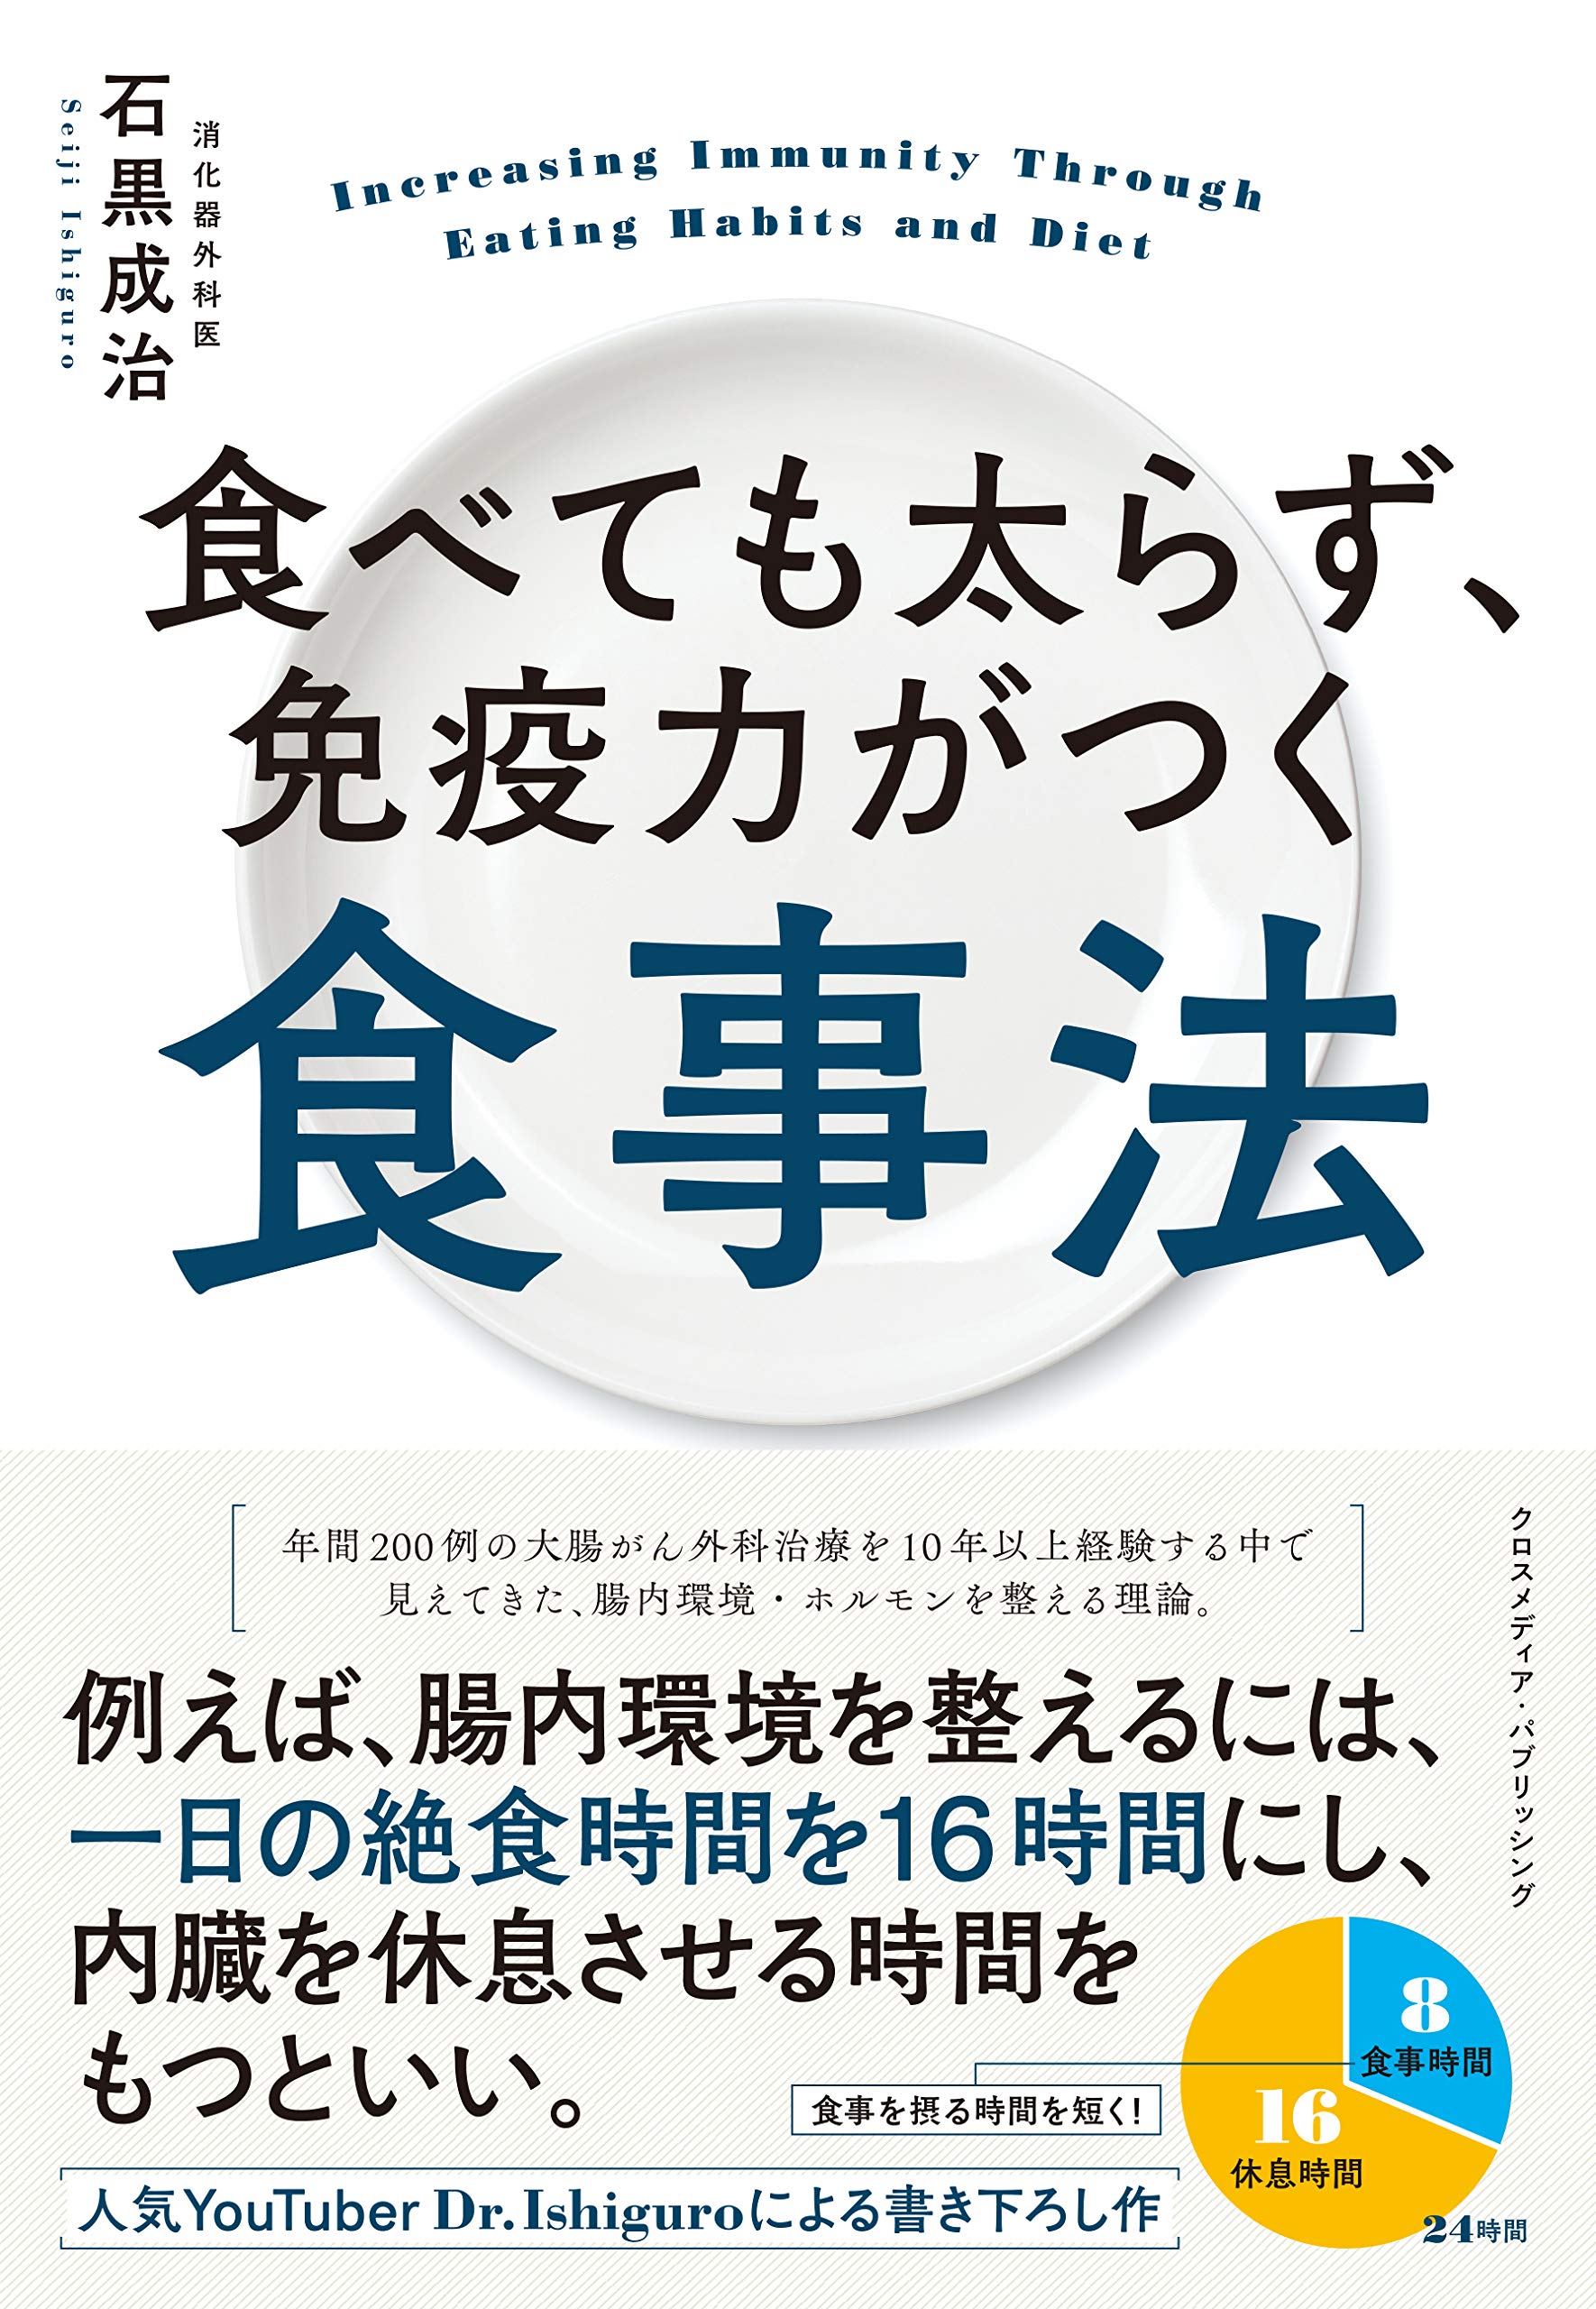 消化器外科医
石黒成治
Seiji Ishiguro
Increasing Immunity Through
Eating Habits and Diet
食べても太らず、
免疫力がつく
食事法
年間200例の大腸がん外科治療を10年以上経験する中で
見えてきた、腸内環境・ホルモンを整える理論。
クロスメディア・パブリッシング
例えば、腸内環境を整えるには、
一日の絶食時間を16時間にし、
内臓を休息させる時間を
もつといい。
食事を摂る時間を短く!
8
食事時間
16
休息時間
24時間
人気YouTuber Dr.Ishiguroによる書き下ろし作